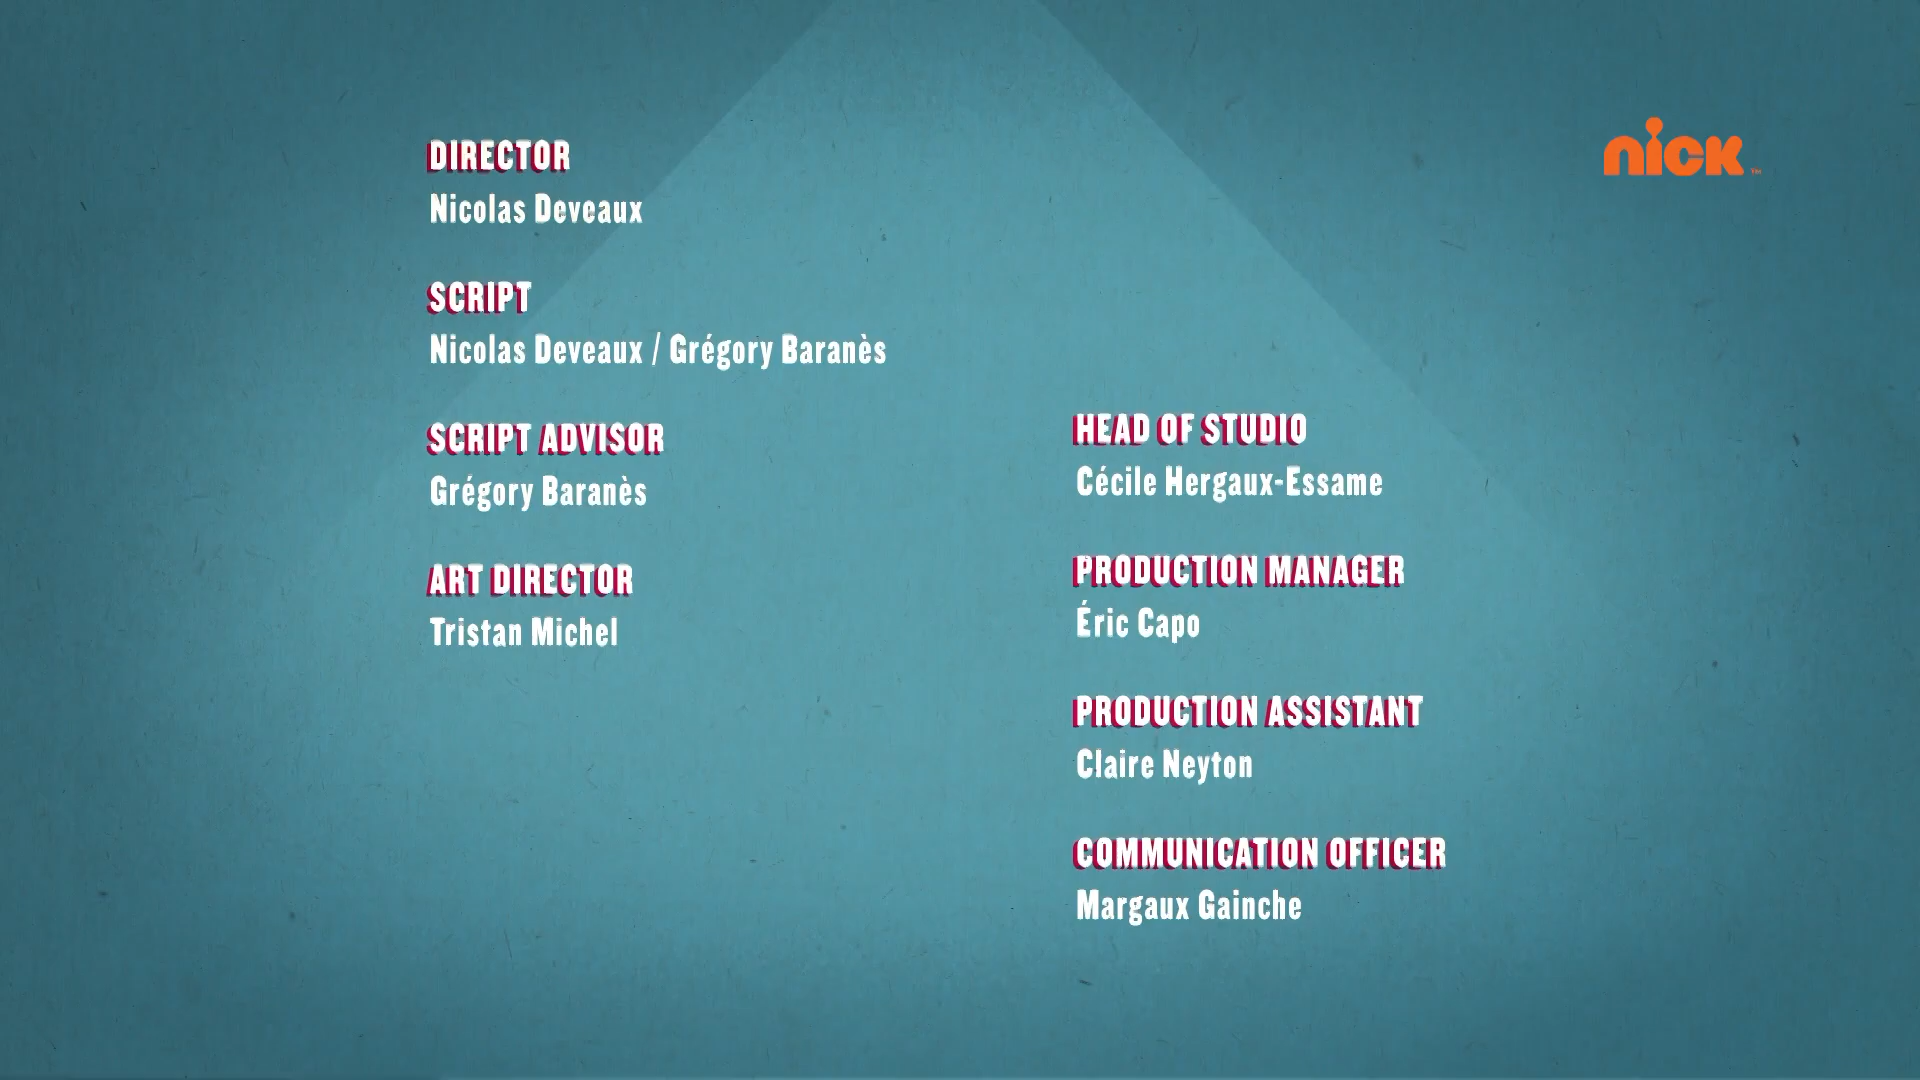 DIRECTOR
Nicolas Deveaux
SCRIPT
Nicolas Deveaux / Grégory Baranès
SCRIPT ADVISOR
Grégory Baranès
ART DIRECTOR
Tristan Michel
nick™
HEAD OF STUDIO
Cécile Hergaux-Essame
PRODUCTION MANAGER
Éric Capo
PRODUCTION ASSISTANT
Claire Neyton
COMMUNICATION OFFICER
Margaux Gainche